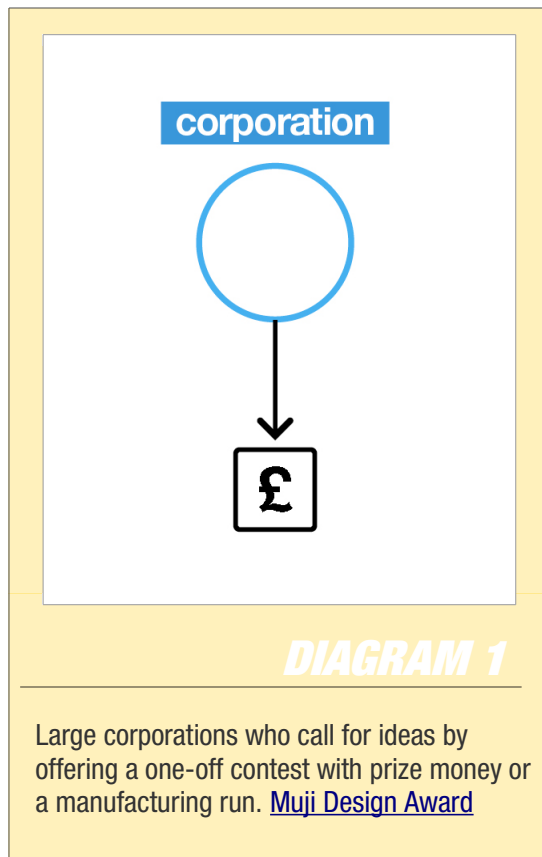 corporation
£
DIAGRAM 1
Large corporations who call for ideas by
offering a one-off contest with prize money or
a manufacturing run. Muji Design Award